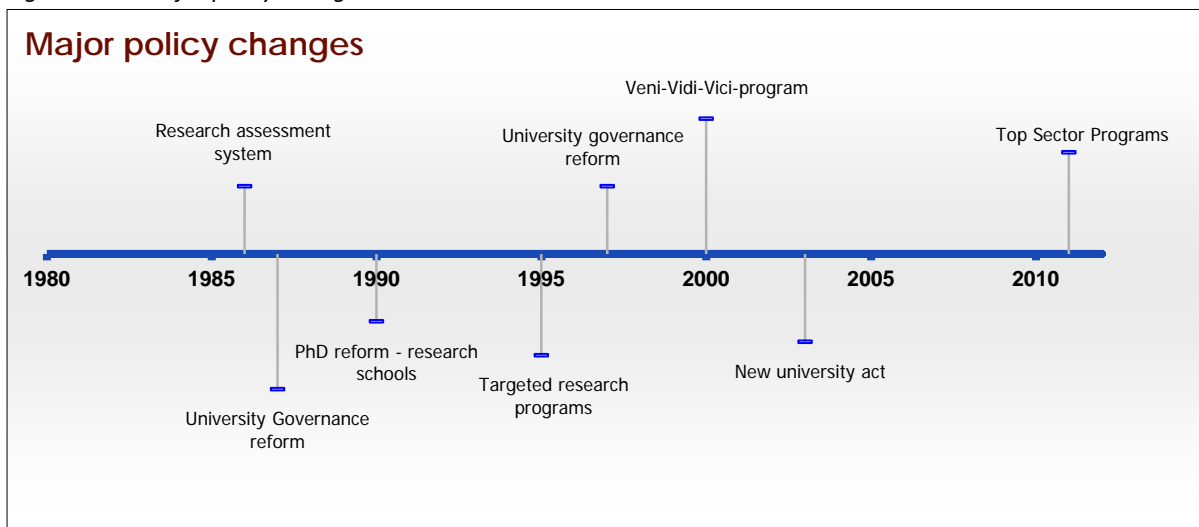 Major policy changes
Veni-Vidi-Vici-program
Research assessment
system
University governance
reform
Top Sector Programs
1980
1985
1990
1995
2000
2005
2010
PhD reform - research
schools
Targeted research
programs
New university act
University Governance
reform